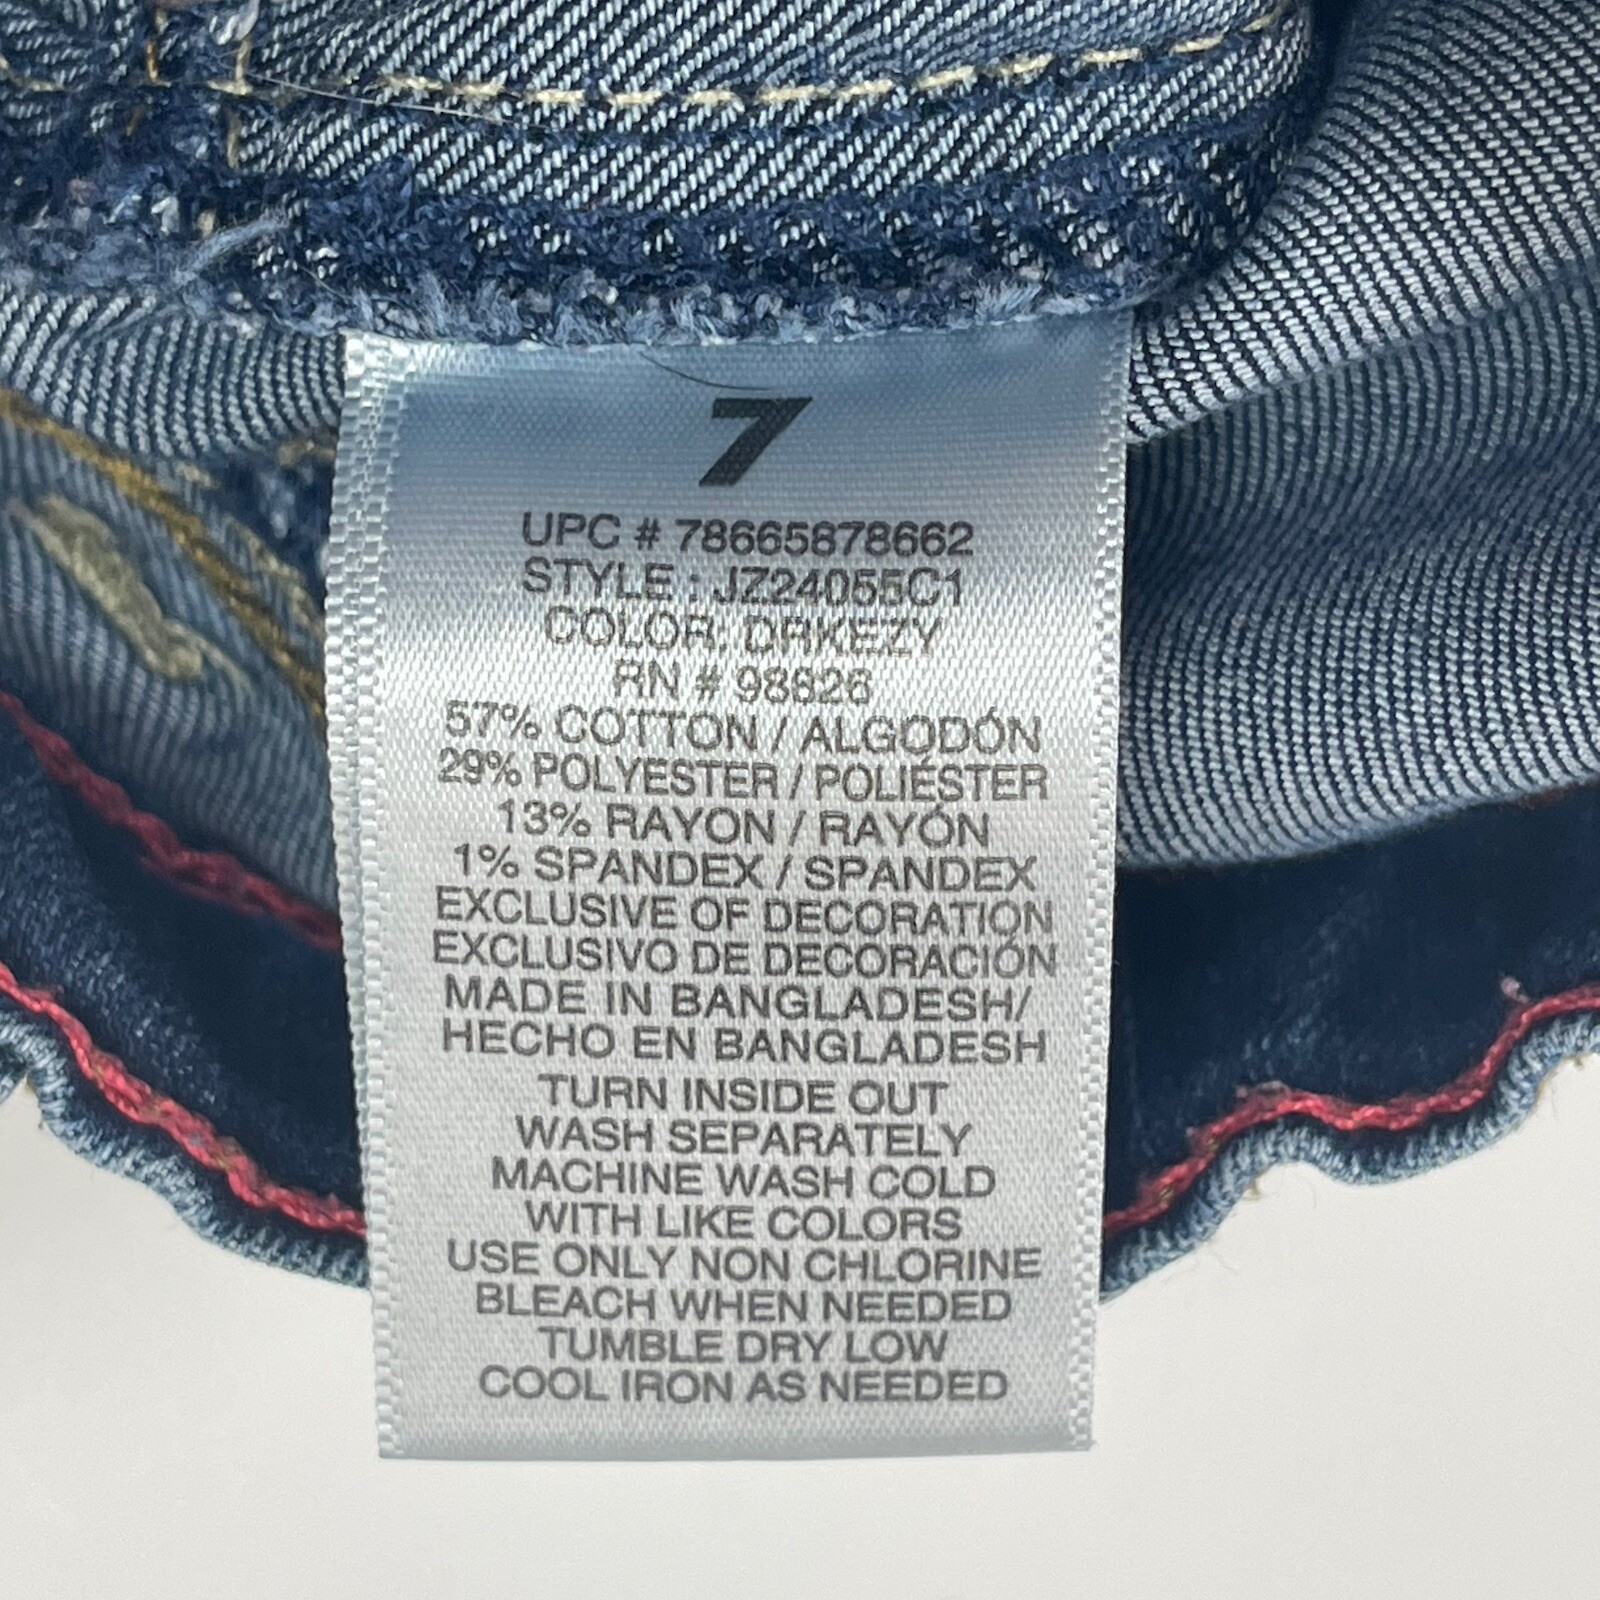 7
UPC # 78665878662
STYLE : JZ24055C1
COLOR: DRKEZY
RN # 98826
57% COTTON / ALGODÓN
29% POLYESTER / POLIÉSTER
13% RAYON / RAYÓN
1% SPANDEX / SPANDEX
EXCLUSIVE OF DECORATION
EXCLUSIVO DE DECORACIÓN
MADE IN BANGLADESH/
HECHO EN BANGLADESH
TURN INSIDE OUT
WASH SEPARATELY
MACHINE WASH COLD
WITH LIKE COLORS
USE ONLY NON CHLORINE
BLEACH WHEN NEEDED
TUMBLE DRY LOW
COOL IRON AS NEEDED